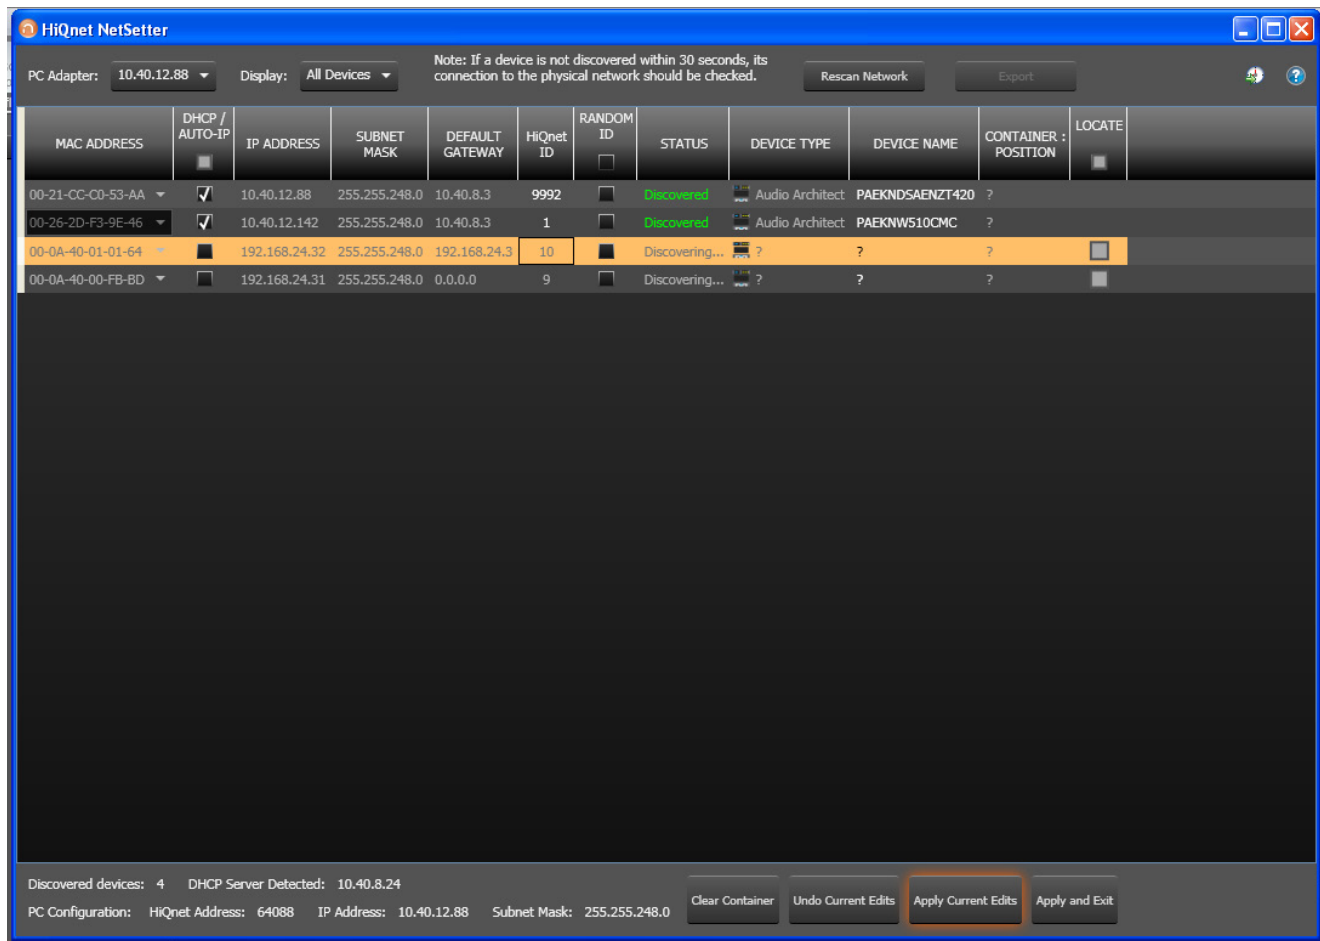 HiQnet NetSetter
PC Adapter: 10.40.12.88 Display: All Devices
Note: If a device is not discovered within 30 seconds, its
connection to the physical network should be checked.
Rescan Network Export
MAC ADDRESS DHCP / AUTO-IP IP ADDRESS SUBNET MASK DEFAULT GATEWAY HiQnet ID RANDOM ID STATUS DEVICE TYPE DEVICE NAME CONTAINER : POSITION LOCATE
00-21-CC-C0-53-AA 10.40.12.88 255.255.248.0 10.40.8.3 9992 Discovered Audio Architect PAEKNDSAENZT420 ?
00-26-2D-F3-9E-46 10.40.12.142 255.255.248.0 10.40.8.3 1 Discovered Audio Architect PAEKNW510CMC ?
00-0A-40-01-01-64 192.168.24.32 255.255.248.0 192.168.24.3 10 Discovering... ? ? ?
00-0A-40-00-FB-BD 192.168.24.31 255.255.248.0 0.0.0.0 9 Discovering... ? ? ?
Discovered devices: 4 DHCP Server Detected: 10.40.8.24
PC Configuration: HiQnet Address: 64088 IP Address: 10.40.12.88 Subnet Mask: 255.255.248.0
Clear Container Undo Current Edits Apply Current Edits Apply and Exit